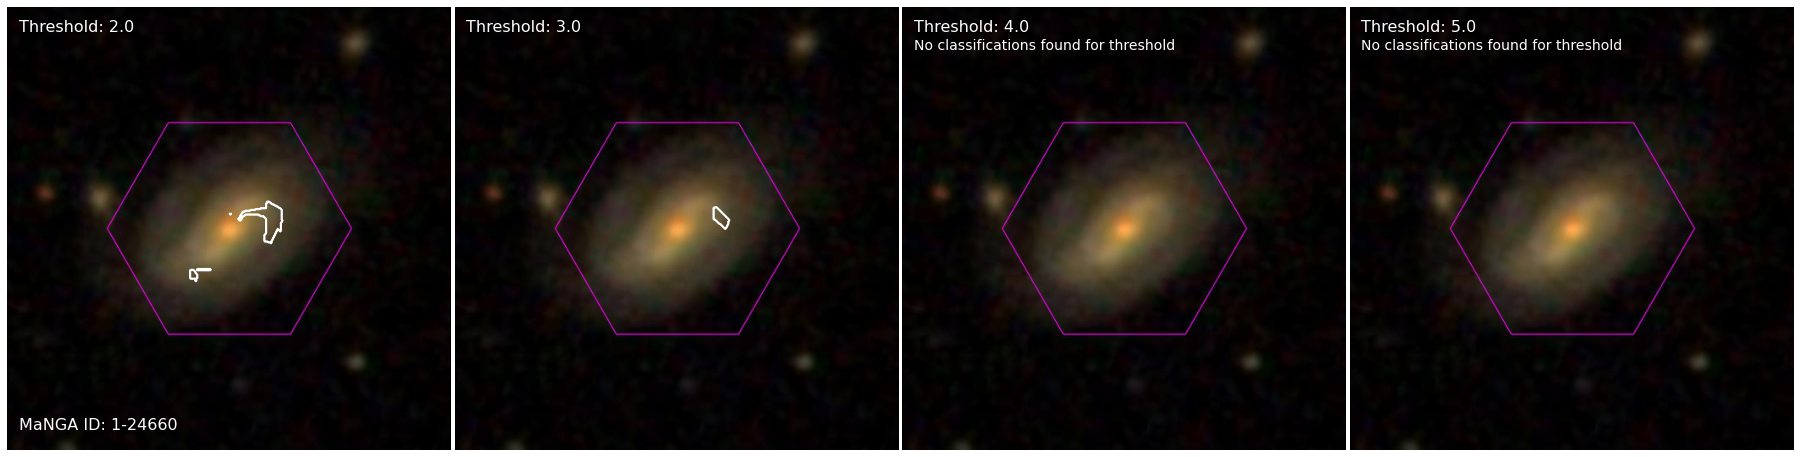 Threshold: 2.0
MaNGA ID: 1-24660
Threshold: 3.0
Threshold: 4.0
No classifications found for threshold
Threshold: 5.0
No classifications found for threshold